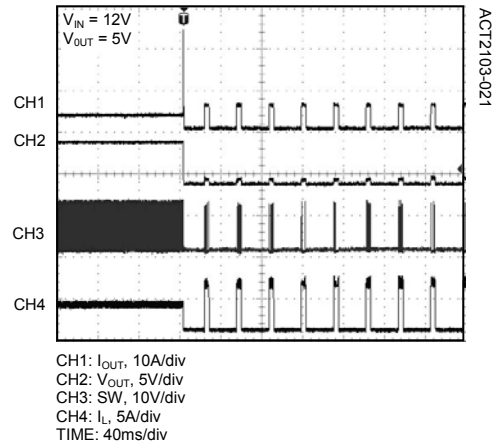 V_IN = 12V
V_0UT = 5V
T
CH1
CH2
CH3
CH4
ACT2103-021
CH1: I_OUT, 10A/div
CH2: V_OUT, 5V/div
CH3: SW, 10V/div
CH4: I_L, 5A/div
TIME: 40ms/div